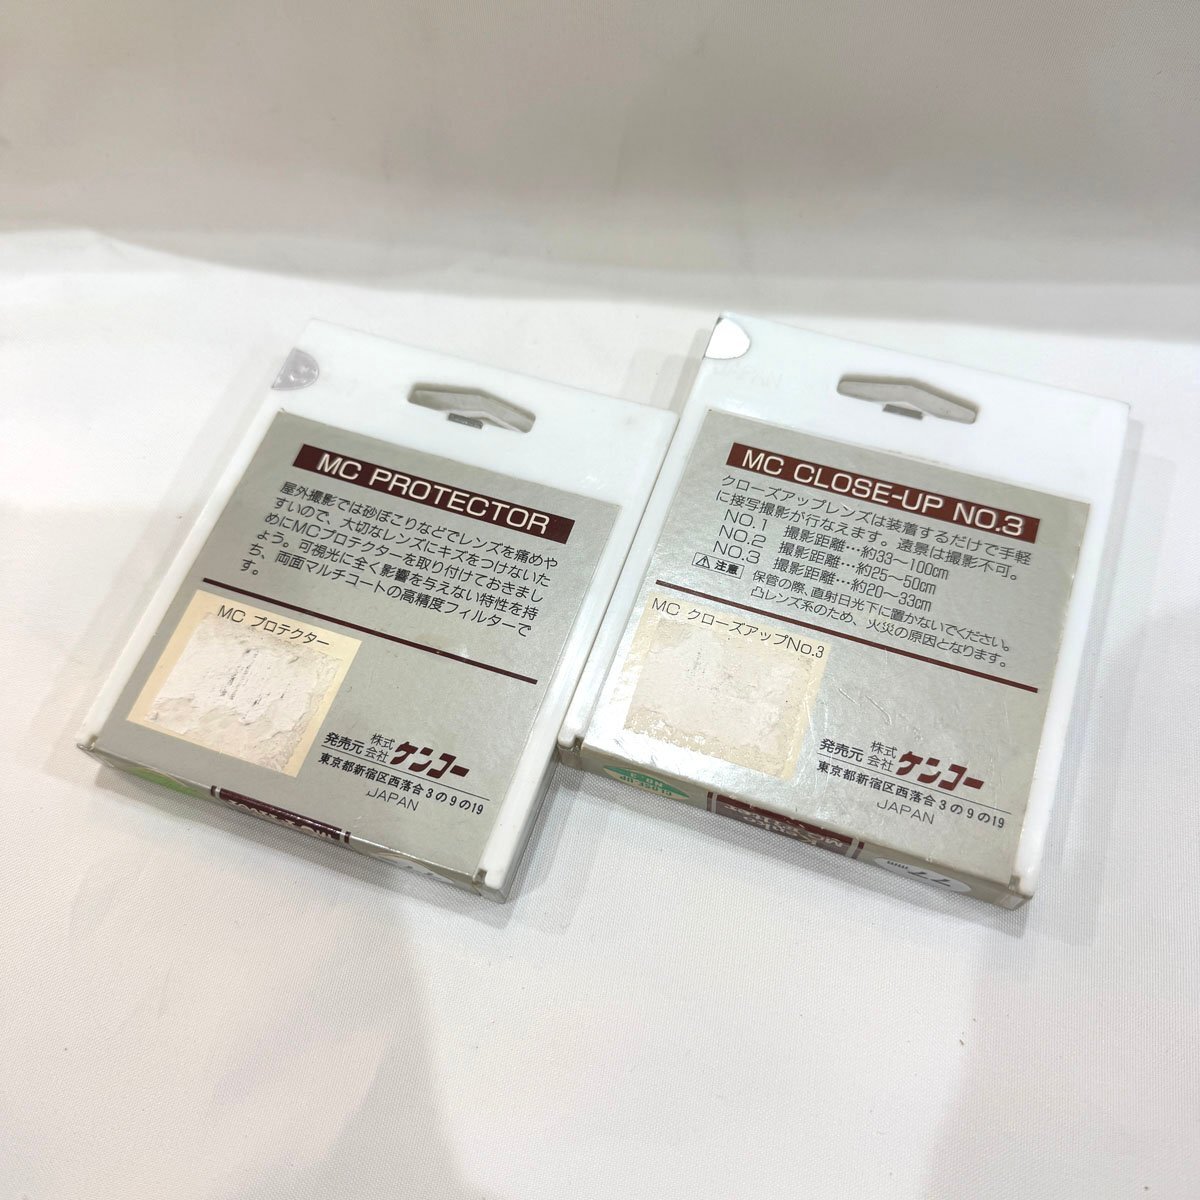 MC PROTECTOR
屋外撮影では砂ぼこりなどでレンズを痛めや
すいので、大切なレンズにキズをつけないた
めにMCプロテクターを取り付けておきまし
ょう。可視光に全く影響を与えない特性を持
ち、両面マルチコートの高精度フィルターで
す。
MC プロテクター
発売元 株式会社 ケンコー
東京都新宿区西落合3の9の19
JAPAN
MC CLOSE-UP NO.3
クローズアップレンズは装着するだけで手軽
に接写撮影が行なえます。遠景は撮影不可。
NO.1 撮影距離…約33〜100cm
NO.2 撮影距離…約25〜50cm
NO.3 撮影距離…約20〜33cm
注意 保管の際、直射日光下に置かないでください。
凸レンズ系のため、火災の原因となります。
MC クローズアップNo.3
発売元 株式会社 ケンコー
東京都新宿区西落合3の9の19
JAPAN
77mm